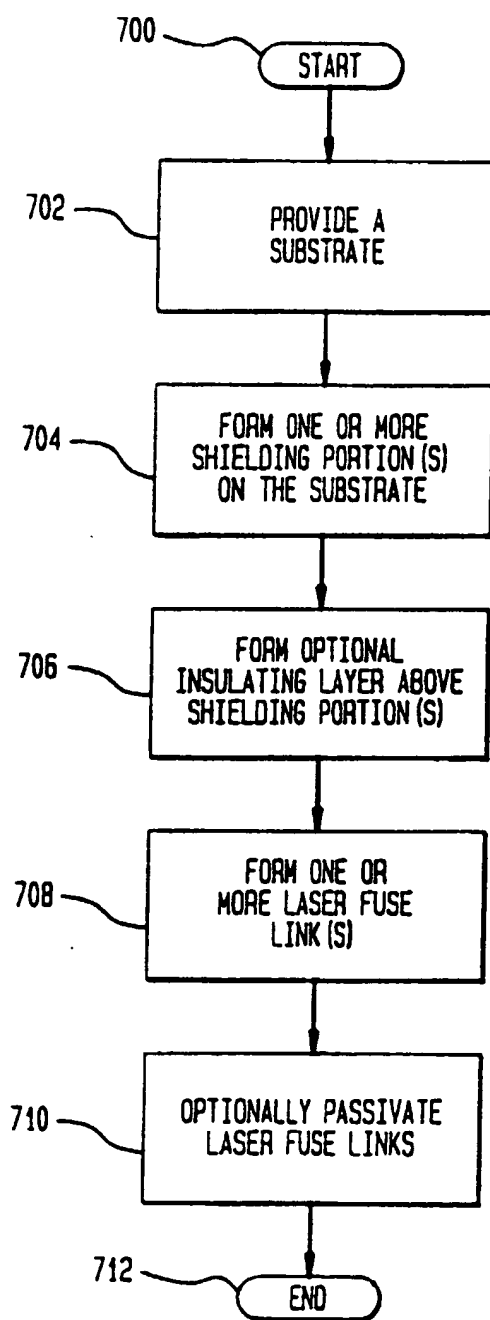 700
START
702
PROVIDE A
SUBSTRATE
704
FORM ONE OR MORE
SHIELDING PORTION(S)
ON THE SUBSTRATE
706
FORM OPTIONAL
INSULATING LAYER ABOVE
SHIELDING PORTION(S)
708
FORM ONE OR
MORE LASER FUSE
LINK(S)
710
OPTIONALLY PASSIVATE
LASER FUSE LINKS
712
END